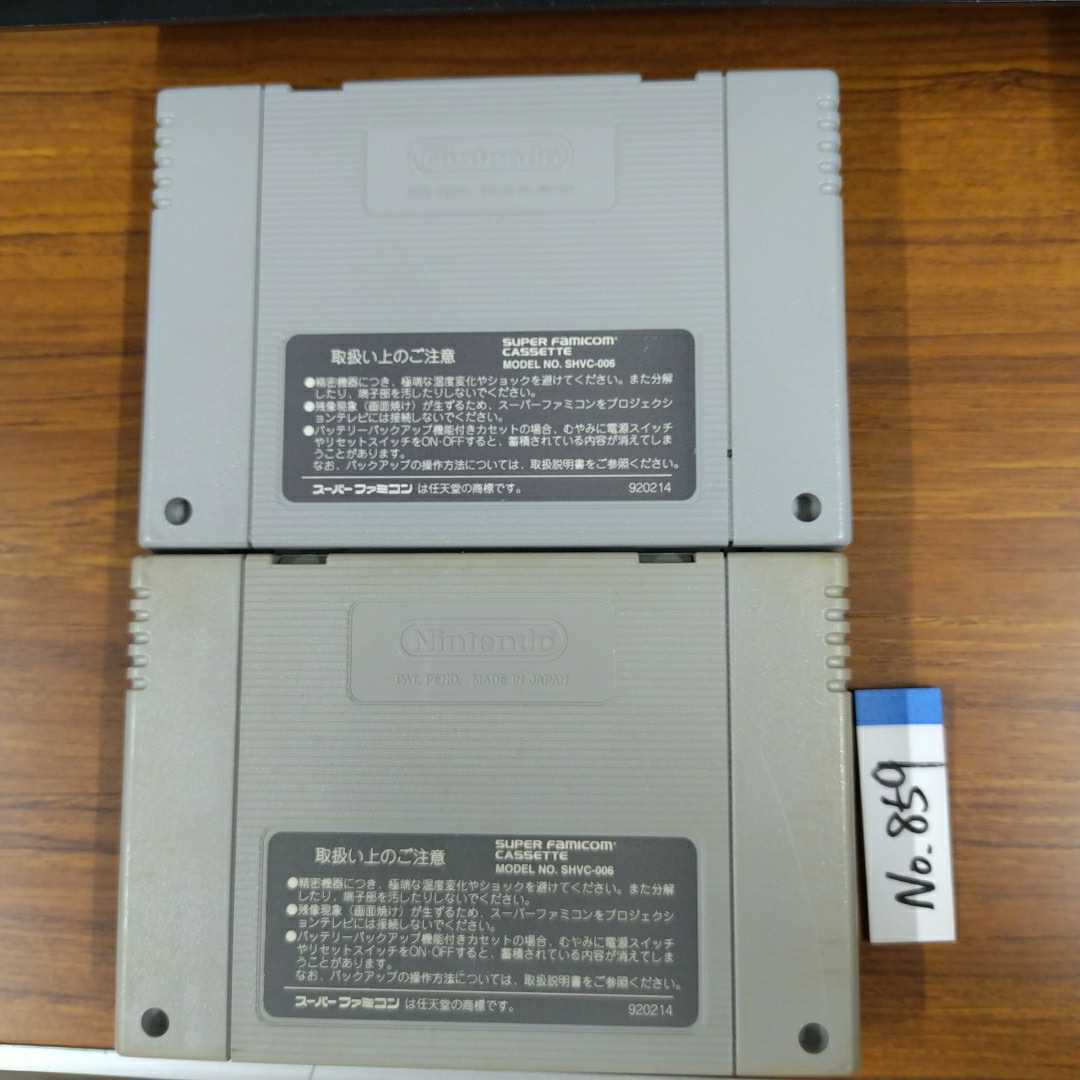 Nintendo
取扱い上のご注意
SUPER FAMICOM
CASSETTE
MODEL NO. SHVC-006
●精密機器につき、極端な温度変化やショックを避けてください。また分解
したり、端子部を汚したりしないでください。
●残像現象(画面焼け)が生ずるため、スーパーファミコンをプロジェクシ
ョンテレビには接続しないでください。
●バッテリーバックアップ機能付きカセットの場合、むやみに電源スイッチ
やリセットスイッチをON・OFFすると、蓄積されている内容が消えてしま
うことがあります。
なお、バックアップの操作方法については、取扱説明書をご参照ください。
スーパーファミコン は任天堂の商標です。 920214
Nintendo®
PAT. PEND. MADE IN JAPAN
取扱い上のご注意
SUPER FAMICOM
CASSETTE
MODEL NO. SHVC-006
●精密機器につき、極端な温度変化やショックを避けてください。また分解
したり、端子部を汚したりしないでください。
●残像現象(画面焼け)が生ずるため、スーパーファミコンをプロジェクシ
ョンテレビには接続しないでください。
●バッテリーバックアップ機能付きカセットの場合、むやみに電源スイッチ
やリセットスイッチをON・OFFすると、蓄積されている内容が消えてしま
うことがあります。
なお、バックアップの操作方法については、取扱説明書をご参照ください。
スーパーファミコン は任天堂の商標です。 920214
No.859